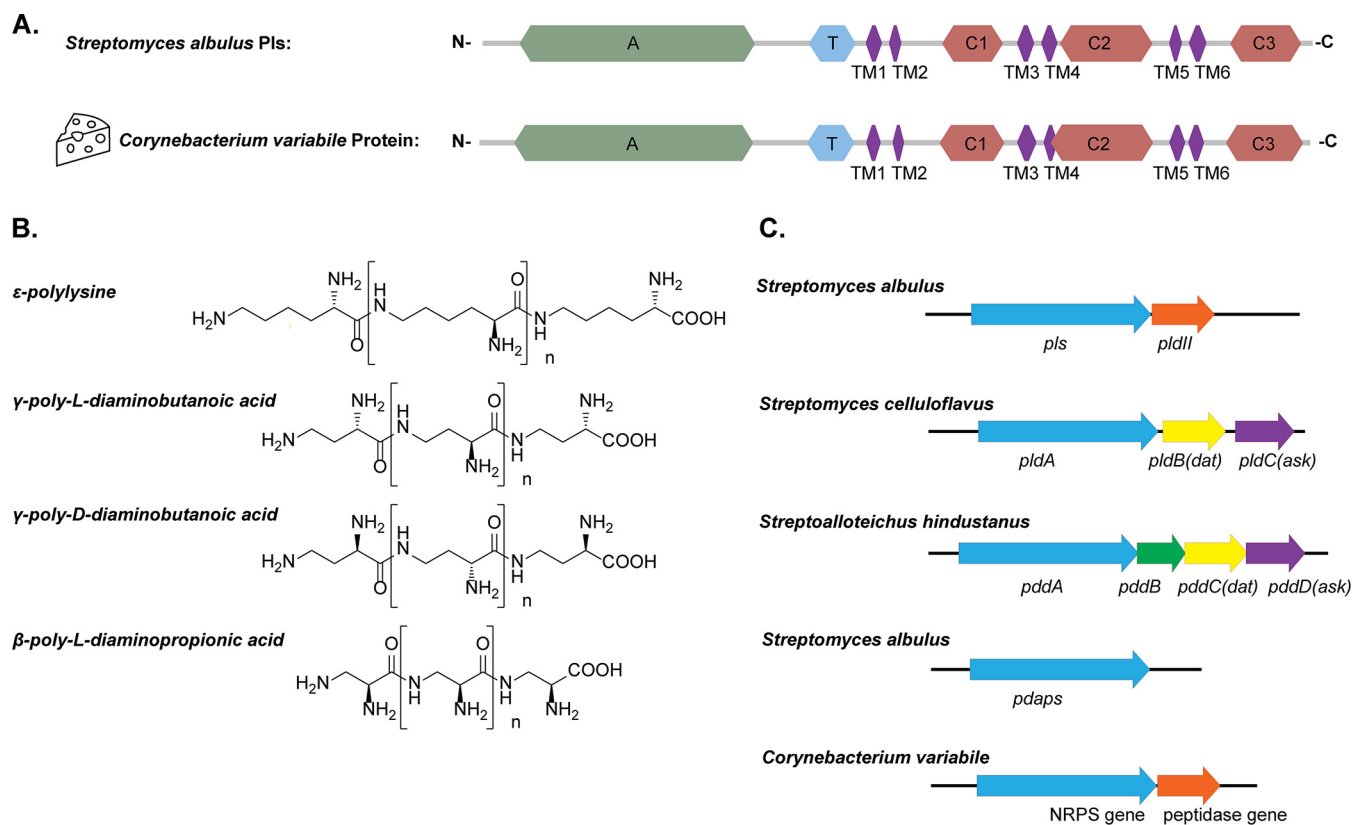 A.
Streptomyces albulus Pls:
N-
A
T
C1
C2
C3
-C
TM1
TM2
TM3
TM4
TM5
TM6
Corynebacterium variabile Protein:
N-
A
T
C1
C2
C3
-C
TM1
TM2
TM3
TM4
TM5
TM6
B.
ε-polylysine
H2N
NH2
O
H
N
NH2
O
n
N
H
NH2
COOH
γ-poly-L-diaminobutanoic acid
H2N
NH2
O
H
N
NH2
O
n
N
H
NH2
COOH
γ-poly-D-diaminobutanoic acid
H2N
NH2
O
H
N
NH2
O
n
N
H
NH2
COOH
β-poly-L-diaminopropionic acid
H2N
NH2
O
N
H
NH2
O
n
N
H
NH2
COOH
C.
Streptomyces albulus
pls
pldII
Streptomyces celluloflavus
pldA
pldB(dat)
pldC(ask)
Streptoalloteichus hindustanus
pddA
pddB
pddC(dat)
pddD(ask)
Streptomyces albulus
pdaps
Corynebacterium variabile
NRPS gene
peptidase gene